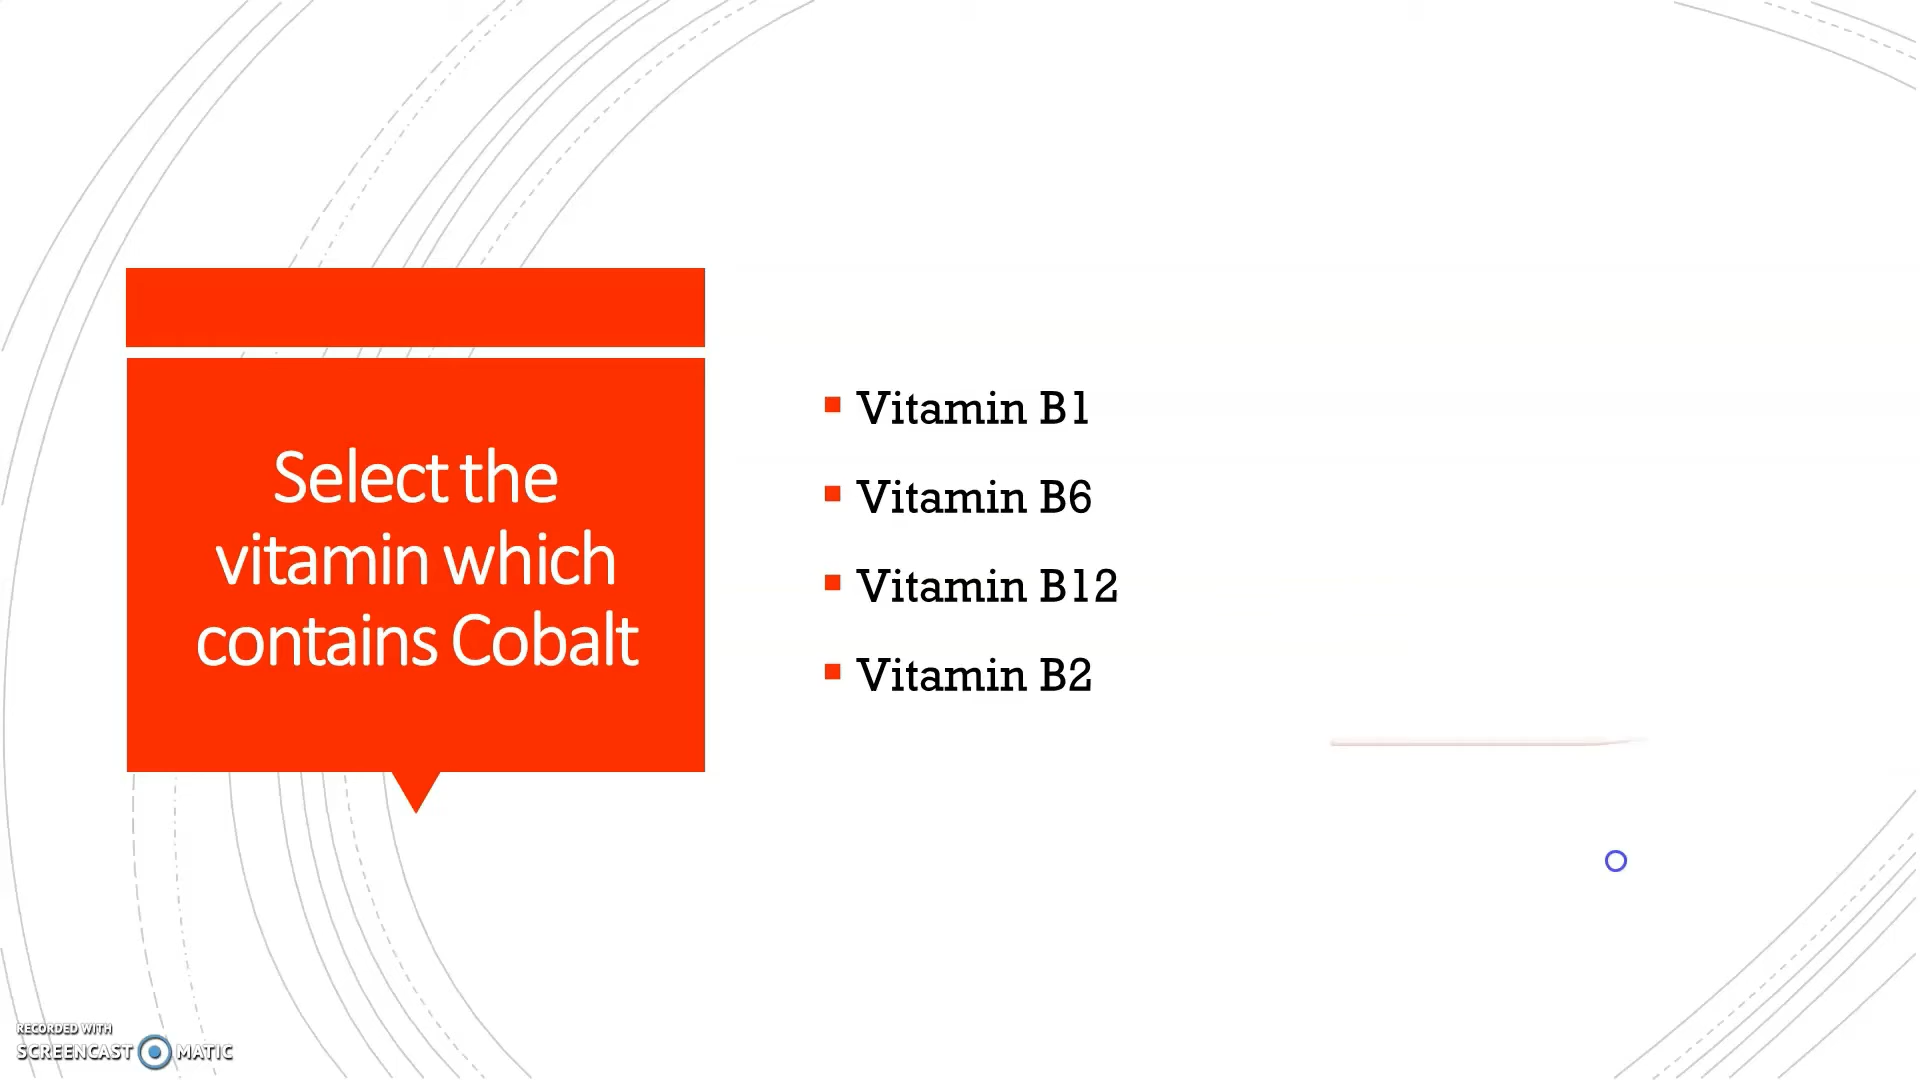 Select the
vitamin which
contains Cobalt
Vitamin B1
Vitamin B6
Vitamin B12
Vitamin B2
RECORDED WITH
SCREENCAST MATIC